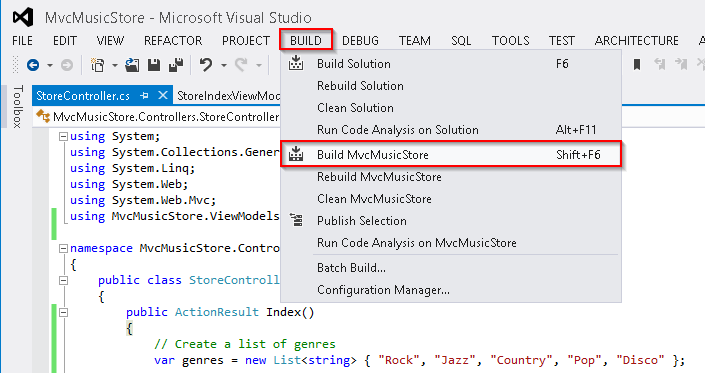 MvcMusicStore - Microsoft Visual Studio
FILE EDIT VIEW REFACTOR PROJECT BUILD DEBUG TEAM SQL TOOLS TEST ARCHITECTURE
Build Solution F6
Rebuild Solution
Clean Solution
Run Code Analysis on Solution Alt+F11
Build MvcMusicStore Shift+F6
Rebuild MvcMusicStore
Clean MvcMusicStore
Publish Selection
Run Code Analysis on MvcMusicStore
Batch Build...
Configuration Manager...
Toolbox
StoreController.cs StoreIndexViewMod
MvcMusicStore.Controllers.StoreController
using System;
using System.Collections.Gener
using System.Linq;
using System.Web;
using System.Web.Mvc;
using MvcMusicStore.ViewModels
namespace MvcMusicStore.Contro
{
public class StoreControll
{
public ActionResult Index()
{
// Create a list of genres
var genres = new List<string> { "Rock", "Jazz", "Country", "Pop", "Disco" };